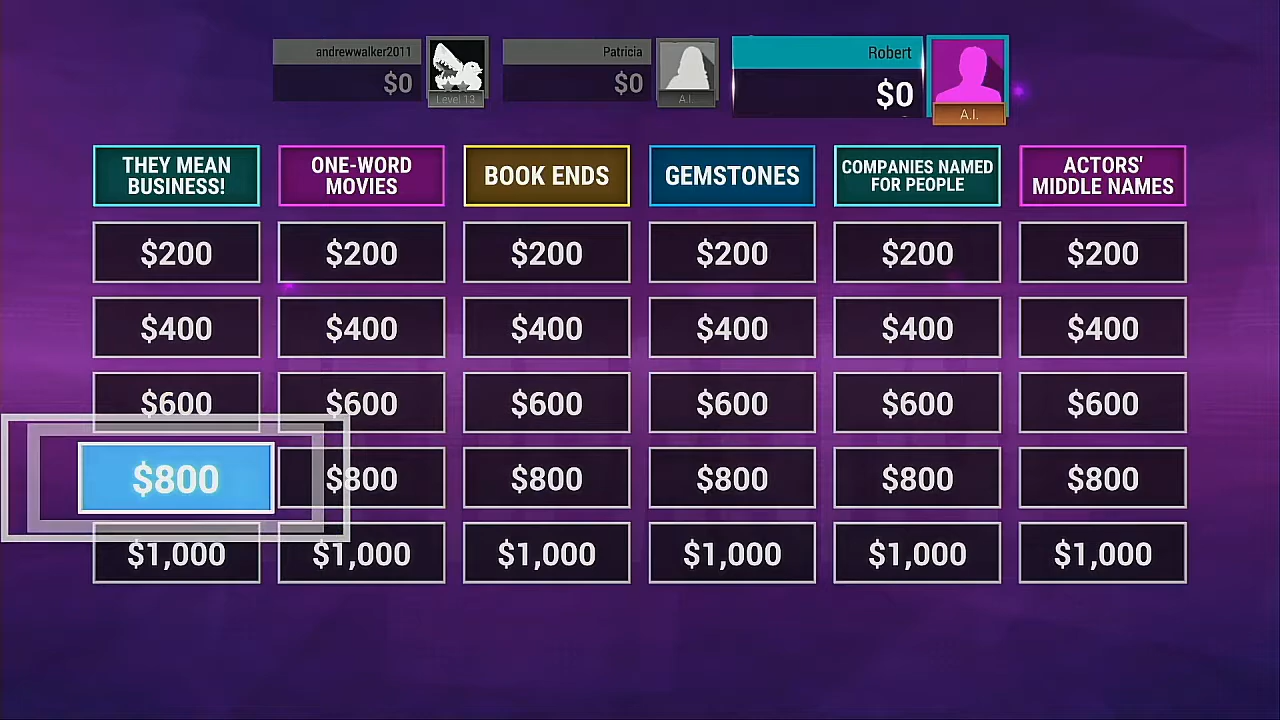 andrewwalker2011
$0
Level 13
Patricia
$0
A.I.
Robert
$0
A.I.
THEY MEAN
BUSINESS!
ONE-WORD
MOVIES
BOOK ENDS
GEMSTONES
COMPANIES NAMED
FOR PEOPLE
ACTORS'
MIDDLE NAMES
$200 $200 $200 $200 $200 $200
$400 $400 $400 $400 $400 $400
$600 $600 $600 $600 $600 $600
$800 $800 $800 $800 $800 $800
$1,000 $1,000 $1,000 $1,000 $1,000 $1,000